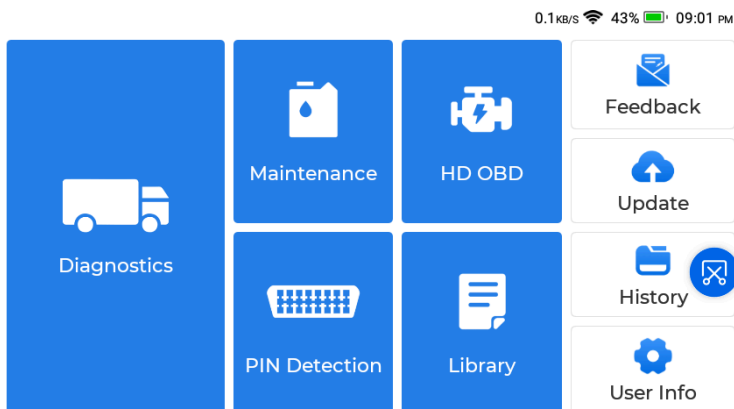 0.1KB/S 43% 09:01 PM
Diagnostics
Maintenance
HD OBD
PIN Detection
Library
Feedback
Update
History
User Info